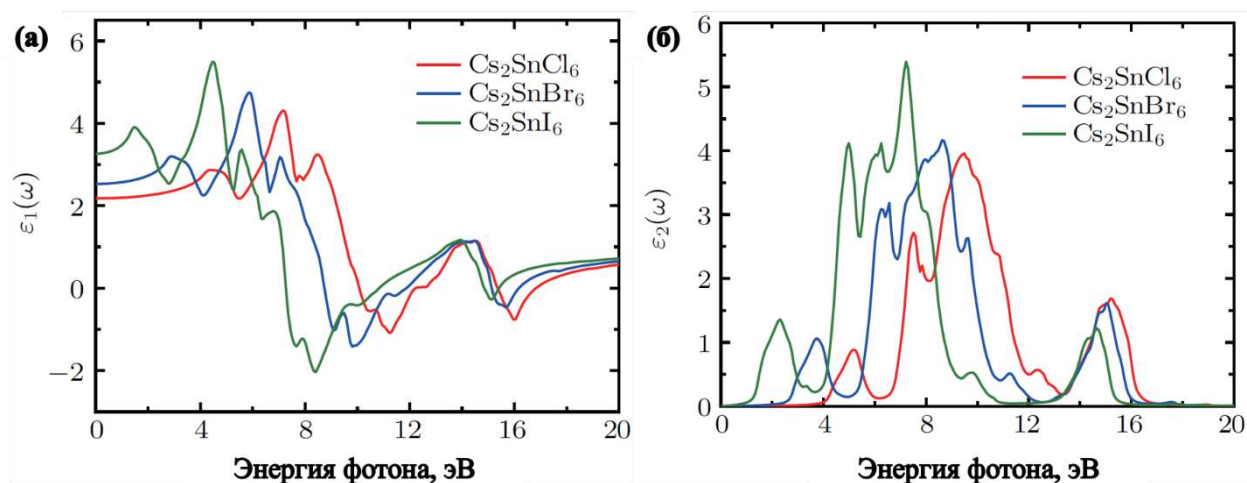 (а)
6
4
2
0
−2
ε₁(ω)
Cs₂SnCl₆
Cs₂SnBr₆
Cs₂SnI₆
0 4 8 12 16 20
Энергия фотона, эВ
(б)
6
5
4
3
2
1
0
ε₂(ω)
Cs₂SnCl₆
Cs₂SnBr₆
Cs₂SnI₆
4 8 12 16 20
Энергия фотона, эВ